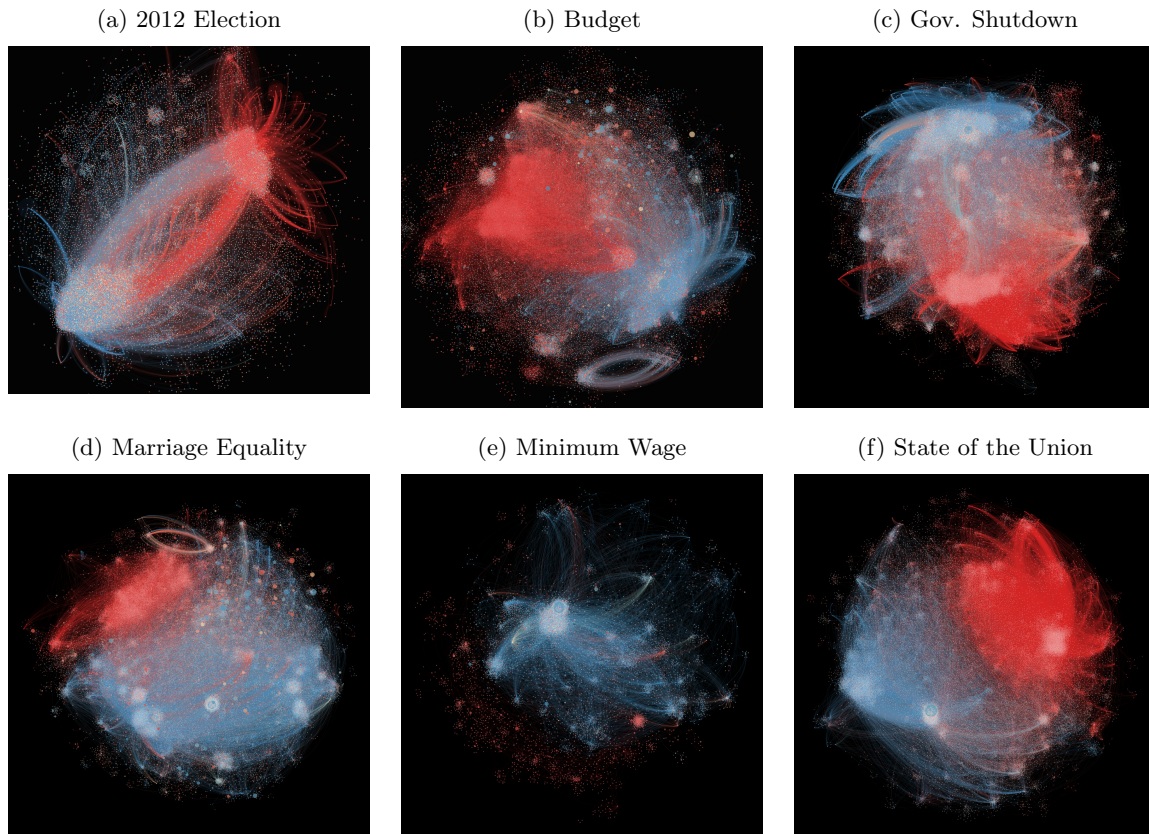 (a) 2012 Election
(b) Budget
(c) Gov. Shutdown
(d) Marriage Equality
(e) Minimum Wage
(f) State of the Union